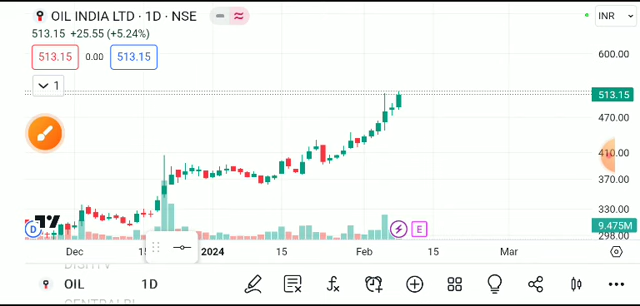 OIL INDIA LTD · 1D · NSE
INR
513.15 +25.55 (+5.24%)
513.15 0.00 513.15
1
600.00
513.15
470.00
410.00
370.00
330.00
9.475M
298.00
D
E
Dec 15 2024 15 Feb 15 Mar
OIL 1D